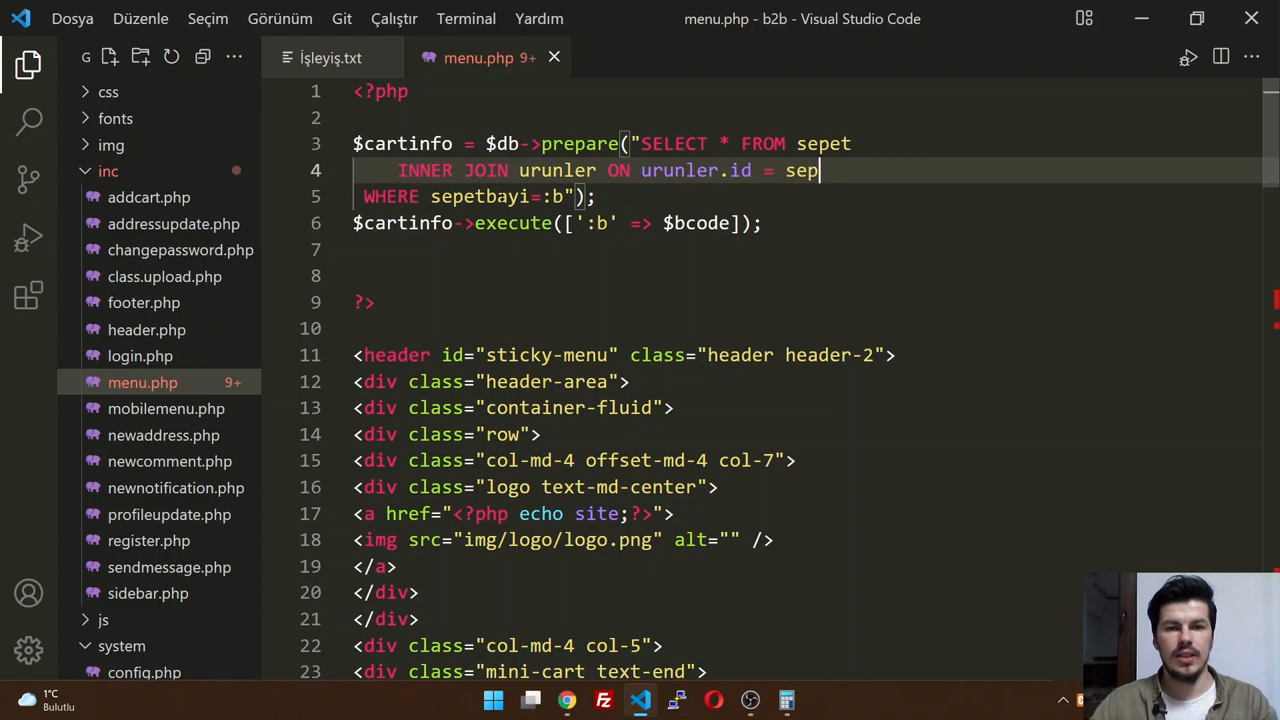 Dosya Düzenle Seçim Görünüm Git Çalıştır Terminal Yardım menu.php - b2b - Visual Studio Code
G
İşleyiş.txt
menu.php 9+
css
fonts
img
inc
addcart.php
addressupdate.php
changepassword.php
class.upload.php
footer.php
header.php
login.php
menu.php 9+
mobilemenu.php
newaddress.php
newcomment.php
newnotification.php
profileupdate.php
register.php
sendmessage.php
sidebar.php
js
system
config.php
1 <?php
2
3 $cartinfo = $db->prepare("SELECT * FROM sepet
4 INNER JOIN urunler ON urunler.id = sep
5 WHERE sepetbayi=:b");
6 $cartinfo->execute([':b' => $bcode]);
7
8
9 ?>
10
11 <header id="sticky-menu" class="header header-2">
12 <div class="header-area">
13 <div class="container-fluid">
14 <div class="row">
15 <div class="col-md-4 offset-md-4 col-7">
16 <div class="logo text-md-center">
17 <a href="<?php echo site;?>">
18 <img src="img/logo/logo.png" alt="" />
19 </a>
20 </div>
21 </div>
22 <div class="col-md-4 col-5">
23 <div class="mini-cart text-end">
1°C
Bulutlu